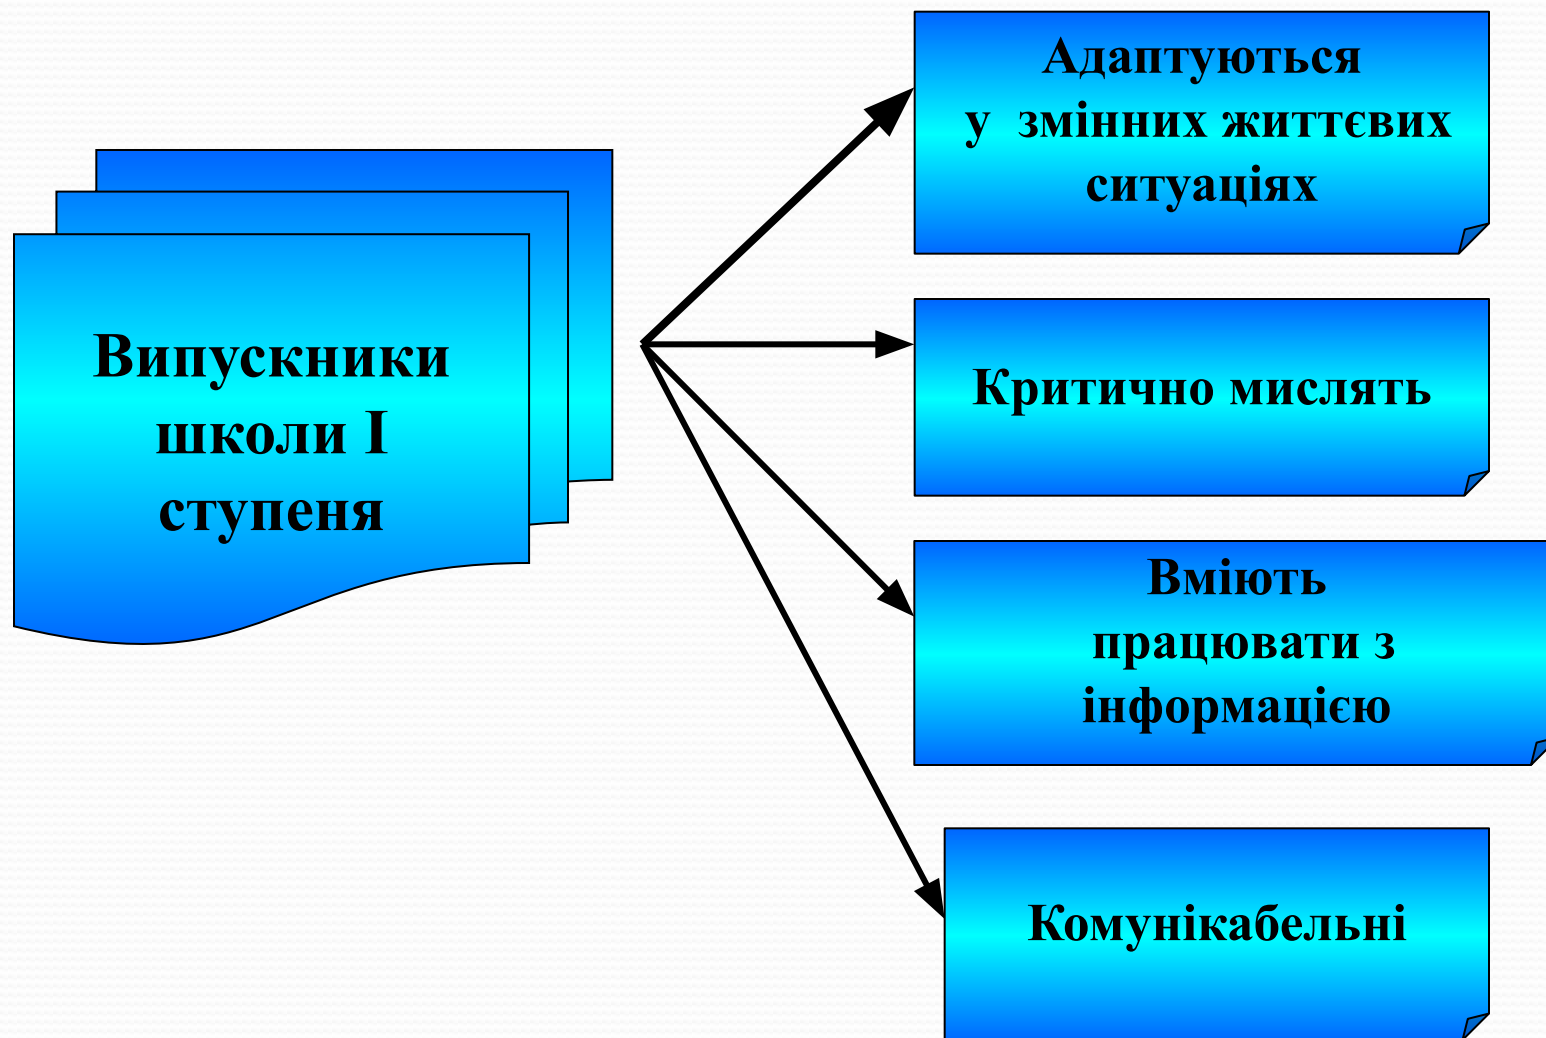 Випускники
школи І
ступеня
Адаптуються
у змінних життєвих
ситуаціях
Критично мислять
Вміють
працювати з
інформацією
Комунікабельні